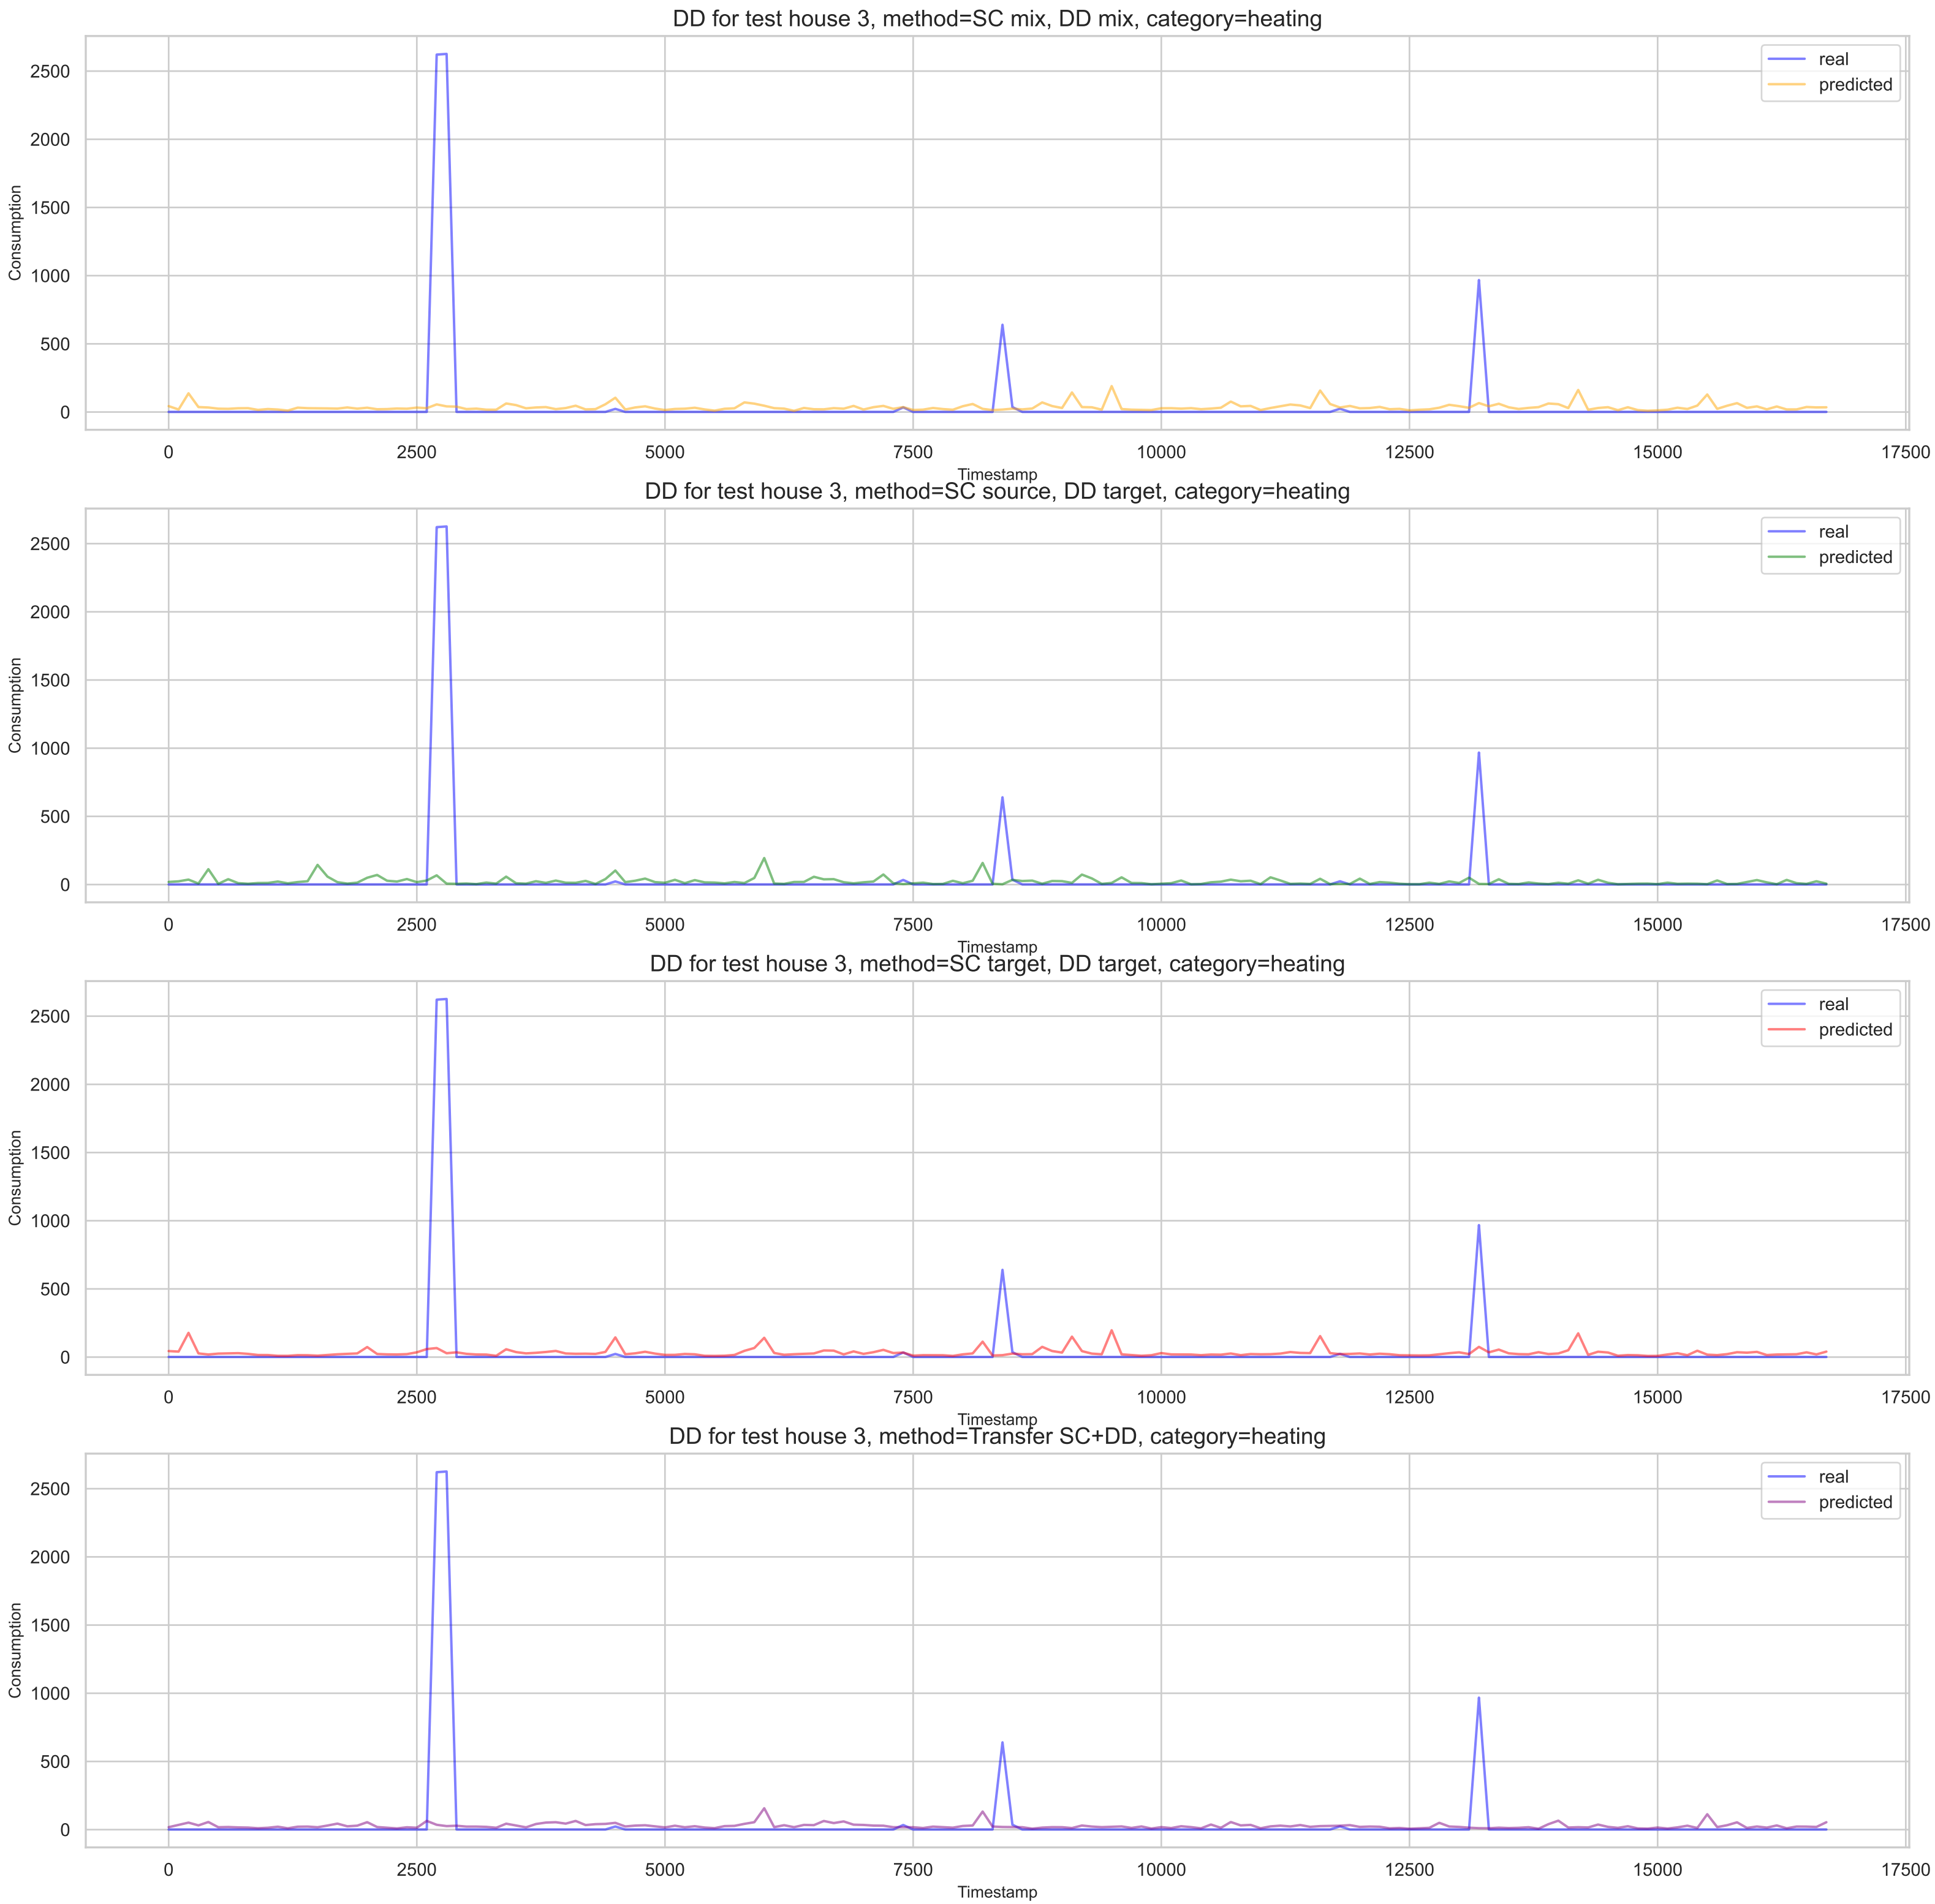 DD for test house 3, method=SC mix, DD mix, category=heating
real
predicted
2500
2000
1500
1000
500
0
Consumption
0 2500 5000 7500 10000 12500 15000 17500
Timestamp
DD for test house 3, method=SC source, DD target, category=heating
real
predicted
2500
2000
1500
1000
500
0
Consumption
0 2500 5000 7500 10000 12500 15000 17500
Timestamp
DD for test house 3, method=SC target, DD target, category=heating
real
predicted
2500
2000
1500
1000
500
0
Consumption
0 2500 5000 7500 10000 12500 15000 17500
Timestamp
DD for test house 3, method=Transfer SC+DD, category=heating
real
predicted
2500
2000
1500
1000
500
0
Consumption
0 2500 5000 7500 10000 12500 15000 17500
Timestamp